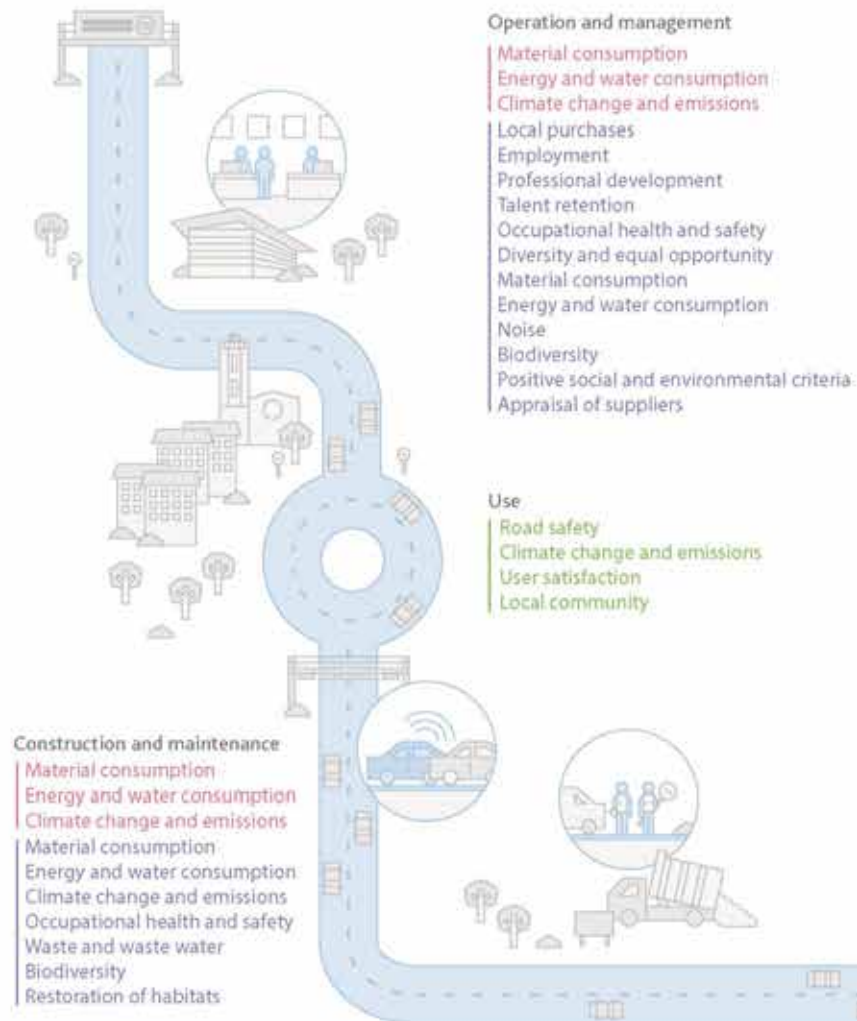 Operation and management
Material consumption
Energy and water consumption
Climate change and emissions
Local purchases
Employment
Professional development
Talent retention
Occupational health and safety
Diversity and equal opportunity
Material consumption
Energy and water consumption
Noise
Biodiversity
Positive social and environmental criteria
Appraisal of suppliers
Use
Road safety
Climate change and emissions
User satisfaction
Local community
Construction and maintenance
Material consumption
Energy and water consumption
Climate change and emissions
Material consumption
Energy and water consumption
Climate change and emissions
Occupational health and safety
Waste and waste water
Biodiversity
Restoration of habitats